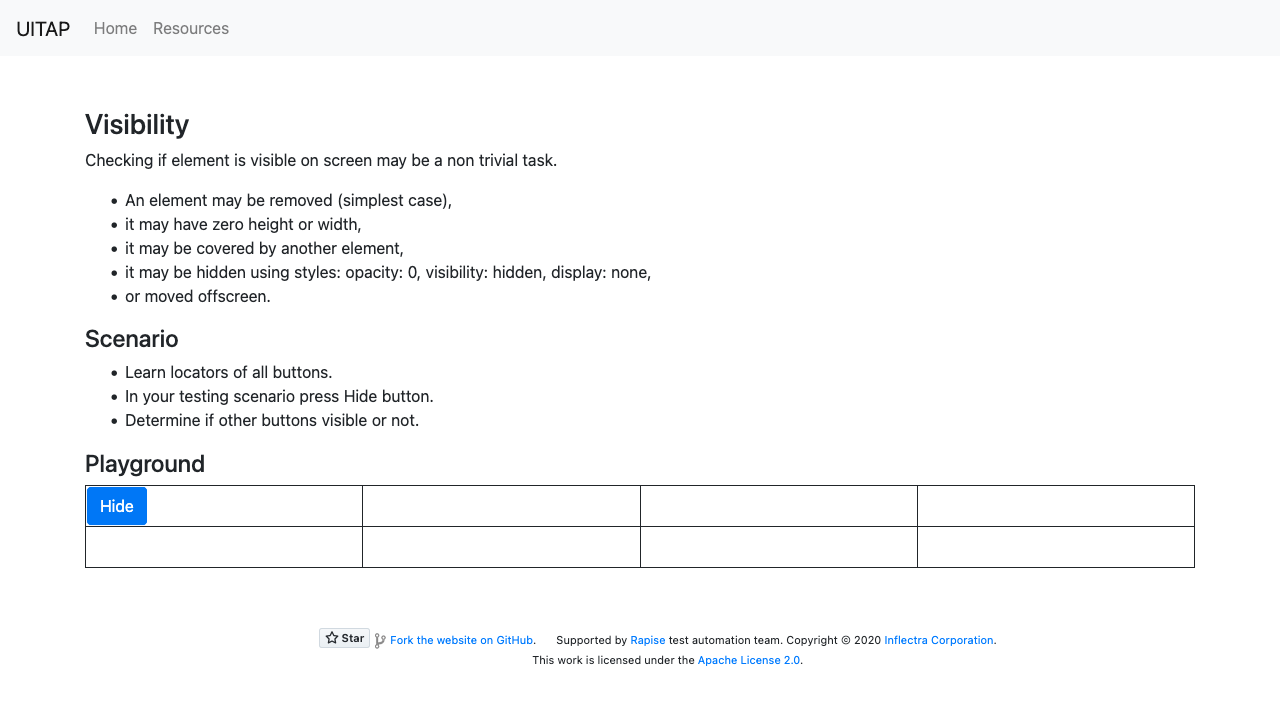 UITAP Home Resources
Visibility
Checking if element is visible on screen may be a non trivial task.
• An element may be removed (simplest case),
• it may have zero height or width,
• it may be covered by another element,
• it may be hidden using styles: opacity: 0, visibility: hidden, display: none,
• or moved offscreen.
Scenario
• Learn locators of all buttons.
• In your testing scenario press Hide button.
• Determine if other buttons visible or not.
Playground
Hide
Star Fork the website on GitHub. Supported by Rapise test automation team. Copyright © 2020 Inflectra Corporation.
This work is licensed under the Apache License 2.0.